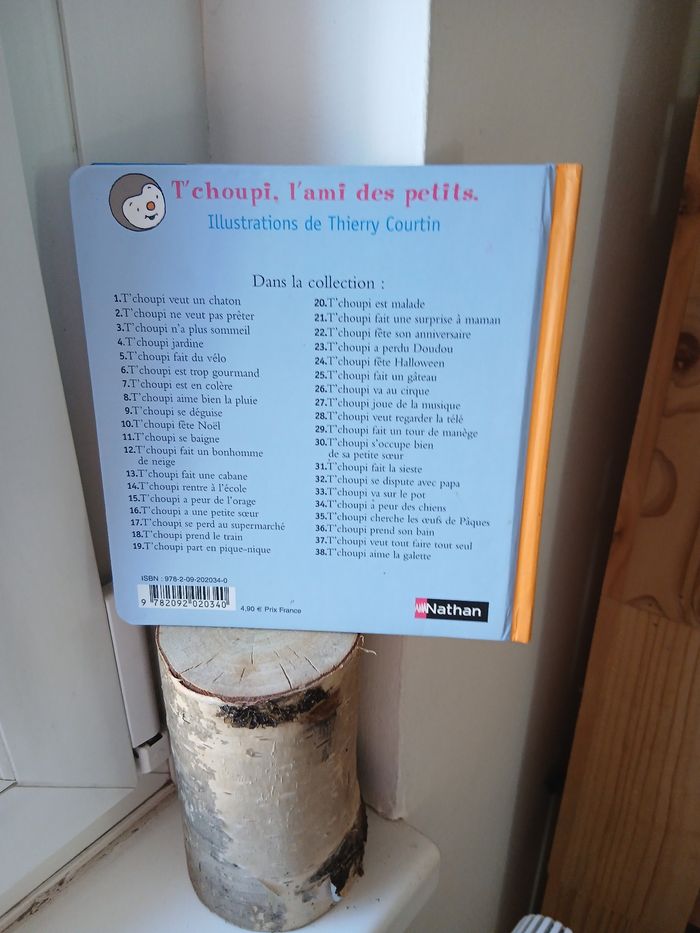 T'choupi, l'ami des petits.
Illustrations de Thierry Courtin
Dans la collection :
1.T'choupi veut un chaton
2.T'choupi ne veut pas prêter
3.T'choupi n'a plus sommeil
4.T'choupi jardine
5.T'choupi fait du vélo
6.T'choupi est trop gourmand
7.T'choupi est en colère
8.T'choupi aime bien la pluie
9.T'choupi se déguise
10.T'choupi fête Noël
11.T'choupi se baigne
12.T'choupi fait un bonhomme
de neige
13.T'choupi fait une cabane
14.T'choupi rentre à l'école
15.T'choupi a peur de l'orage
16.T'choupi a une petite sœur
17.T'choupi se perd au supermarché
18.T'choupi prend le train
19.T'choupi part en pique-nique
20.T'choupi est malade
21.T'choupi fait une surprise à maman
22.T'choupi fête son anniversaire
23.T'choupi a perdu Doudou
24.T'choupi fête Halloween
25.T'choupi fait un gâteau
26.T'choupi va au cirque
27.T'choupi joue de la musique
28.T'choupi veut regarder la télé
29.T'choupi fait un tour de manège
30.T'choupi s'occupe bien
de sa petite sœur
31.T'choupi fait la sieste
32.T'choupi se dispute avec papa
33.T'choupi va sur le pot
34.T'choupi a peur des chiens
35.T'choupi cherche les œufs de Pâques
36.T'choupi prend son bain
37.T'choupi veut tout faire tout seul
38.T'choupi aime la galette
ISBN : 978-2-09-202034-0
9 782092 020340
4,90 € Prix France
Nathan